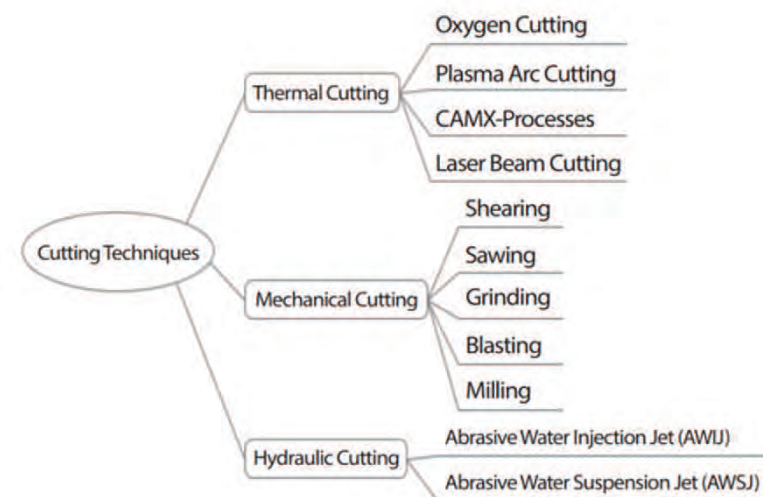 Cutting Techniques
Thermal Cutting
Oxygen Cutting
Plasma Arc Cutting
CAMX-Processes
Laser Beam Cutting
Mechanical Cutting
Shearing
Sawing
Grinding
Blasting
Milling
Hydraulic Cutting
Abrasive Water Injection Jet (AWIJ)
Abrasive Water Suspension Jet (AWSJ)